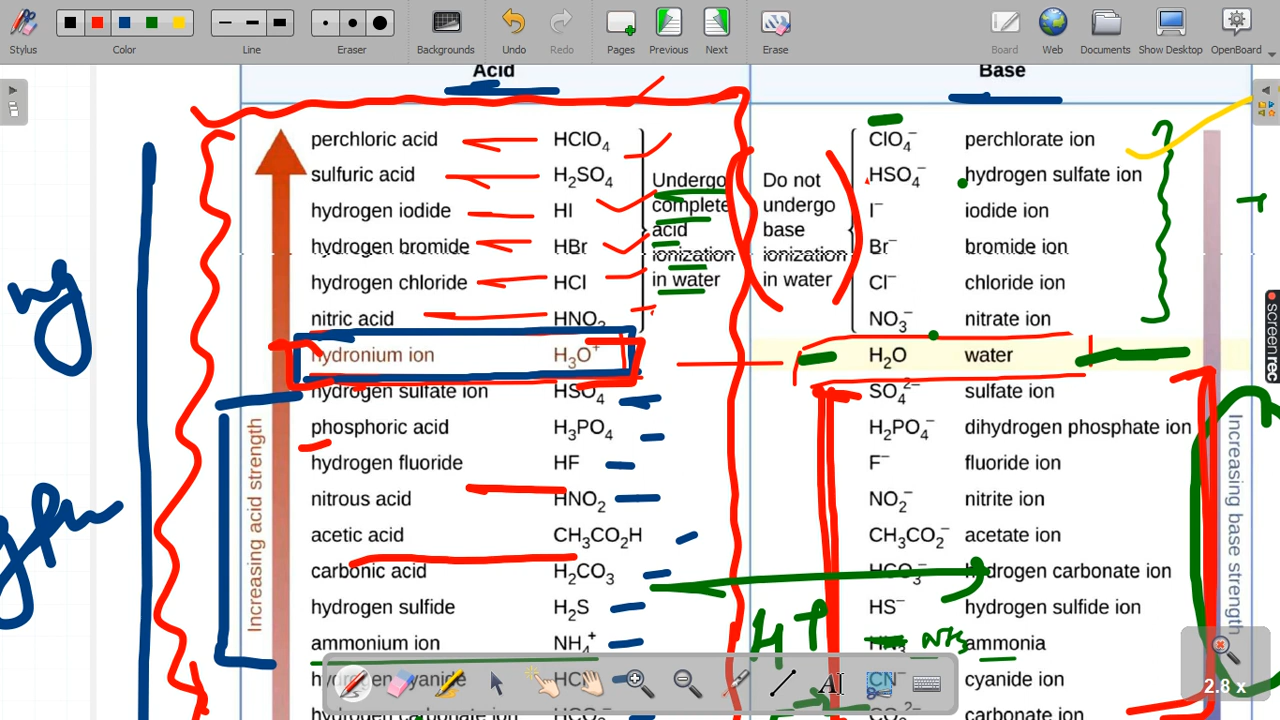 Stylus Color Line Eraser Backgrounds Undo Redo Pages Previous Next Erase Board Web Documents Show Desktop OpenBoard
Acid Base
perchloric acid HClO₄ ClO₄⁻ perchlorate ion
sulfuric acid H₂SO₄ HSO₄⁻ hydrogen sulfate ion
hydrogen iodide HI I⁻ iodide ion
hydrogen bromide HBr Br⁻ bromide ion
hydrogen chloride HCl Cl⁻ chloride ion
nitric acid HNO₃ NO₃⁻ nitrate ion
Undergo
complete
acid
ionization
in water
Do not
undergo
base
ionization
in water
hydronium ion H₃O⁺ H₂O water
hydrogen sulfate ion HSO₄ SO₄²⁻ sulfate ion
phosphoric acid H₃PO₄ H₂PO₄⁻ dihydrogen phosphate ion
hydrogen fluoride HF F⁻ fluoride ion
nitrous acid HNO₂ NO₂⁻ nitrite ion
acetic acid CH₃CO₂H CH₃CO₂⁻ acetate ion
carbonic acid H₂CO₃ HCO₃⁻ hydrogen carbonate ion
hydrogen sulfide H₂S HS⁻ hydrogen sulfide ion
ammonium ion NH₄⁺ NH₃ ammonia
CN⁻ cyanide ion
carbonate ion
Increasing acid strength
Increasing base strength
H↑
2.8 x
screenrec